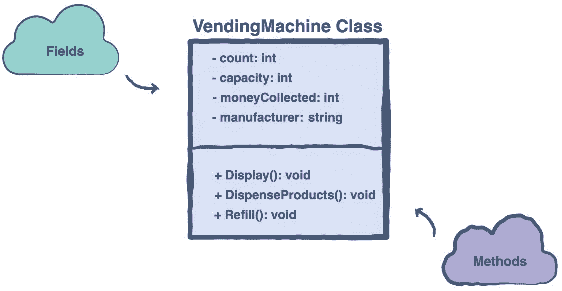 VendingMachine Class
Fields
- count: int
- capacity: int
- moneyCollected: int
- manufacturer: string
+ Display(): void
+ DispenseProducts(): void
+ Refill(): void
Methods